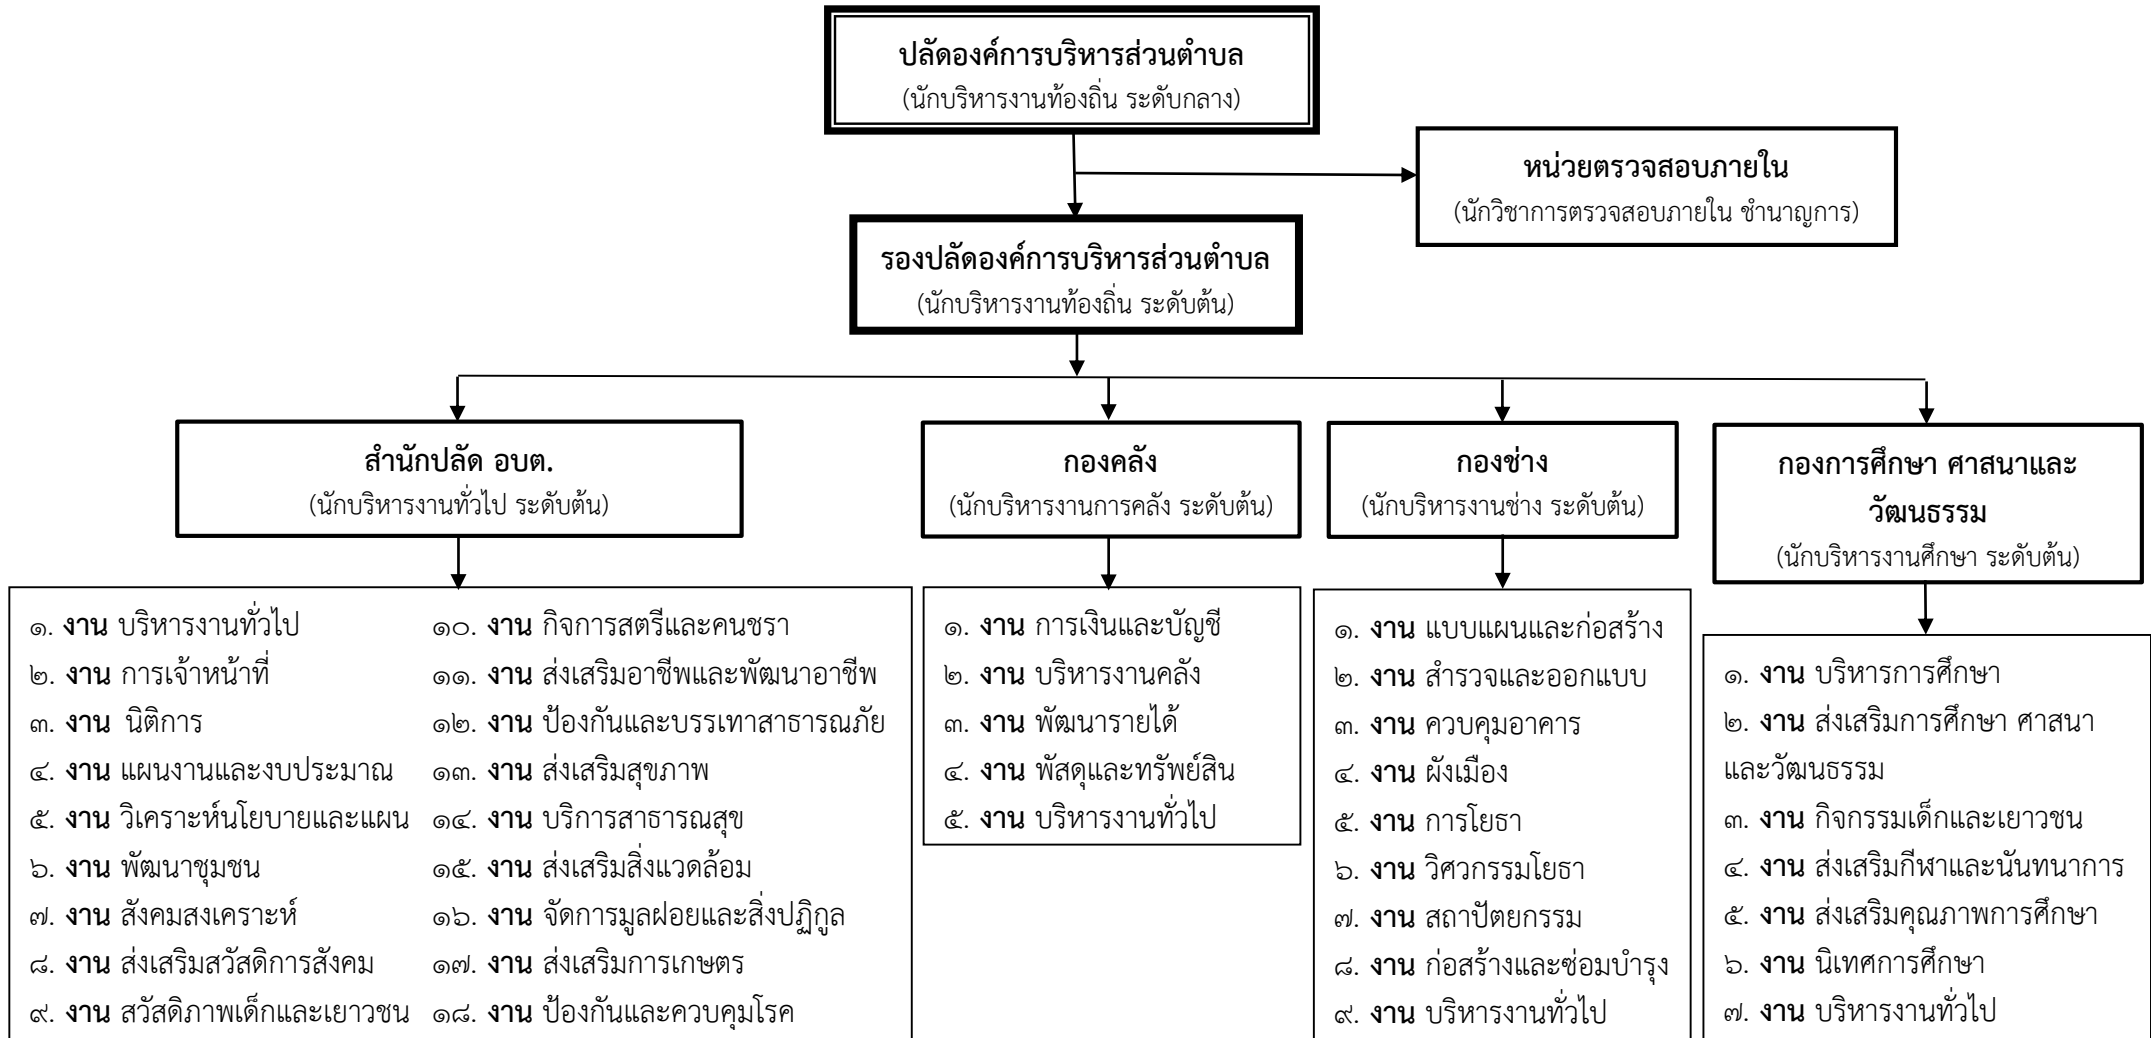 ปลัดองค์การบริหารส่วนตำบล
(นักบริหารงานท้องถิ่น ระดับกลาง)
หน่วยตรวจสอบภายใน
(นักวิชาการตรวจสอบภายใน ชำนาญการ)
รองปลัดองค์การบริหารส่วนตำบล
(นักบริหารงานท้องถิ่น ระดับต้น)
สำนักปลัด อบต.
(นักบริหารงานทั่วไป ระดับต้น)
๑. งาน บริหารงานทั่วไป
๒. งาน การเจ้าหน้าที่
๓. งาน นิติการ
๔. งาน แผนงานและงบประมาณ
๕. งาน วิเคราะห์นโยบายและแผน
๖. งาน พัฒนาชุมชน
๗. งาน สังคมสงเคราะห์
๘. งาน ส่งเสริมสวัสดิการสังคม
๙. งาน สวัสดิภาพเด็กและเยาวชน
๑๐. งาน กิจการสตรีและคนชรา
๑๑. งาน ส่งเสริมอาชีพและพัฒนาอาชีพ
๑๒. งาน ป้องกันและบรรเทาสาธารณภัย
๑๓. งาน ส่งเสริมสุขภาพ
๑๔. งาน บริการสาธารณสุข
๑๕. งาน ส่งเสริมสิ่งแวดล้อม
๑๖. งาน จัดการมูลฝอยและสิ่งปฏิกูล
๑๗. งาน ส่งเสริมการเกษตร
๑๘. งาน ป้องกันและควบคุมโรค
กองคลัง
(นักบริหารงานการคลัง ระดับต้น)
๑. งาน การเงินและบัญชี
๒. งาน บริหารงานคลัง
๓. งาน พัฒนารายได้
๔. งาน พัสดุและทรัพย์สิน
๕. งาน บริหารงานทั่วไป
กองช่าง
(นักบริหารงานช่าง ระดับต้น)
๑. งาน แบบแผนและก่อสร้าง
๒. งาน สำรวจและออกแบบ
๓. งาน ควบคุมอาคาร
๔. งาน ผังเมือง
๕. งาน การโยธา
๖. งาน วิศวกรรมโยธา
๗. งาน สถาปัตยกรรม
๘. งาน ก่อสร้างและซ่อมบำรุง
๙. งาน บริหารงานทั่วไป
กองการศึกษา ศาสนาและ
วัฒนธรรม
(นักบริหารงานศึกษา ระดับต้น)
๑. งาน บริหารการศึกษา
๒. งาน ส่งเสริมการศึกษา ศาสนา
และวัฒนธรรม
๓. งาน กิจกรรมเด็กและเยาวชน
๔. งาน ส่งเสริมกีฬาและนันทนาการ
๕. งาน ส่งเสริมคุณภาพการศึกษา
๖. งาน นิเทศการศึกษา
๗. งาน บริหารงานทั่วไป